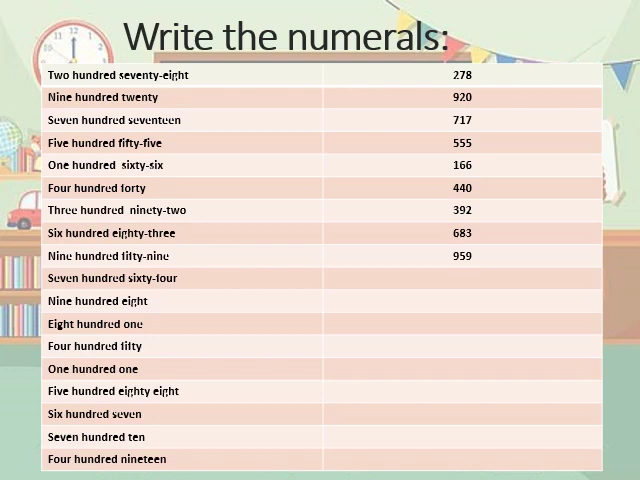 Write the numerals:
Two hundred seventy-eight 278
Nine hundred twenty 920
Seven hundred seventeen 717
Five hundred fifty-five 555
One hundred sixty-six 166
Four hundred forty 440
Three hundred ninety-two 392
Six hundred eighty-three 683
Nine hundred fifty-nine 959
Seven hundred sixty-four
Nine hundred eight
Eight hundred one
Four hundred fifty
One hundred one
Five hundred eighty eight
Six hundred seven
Seven hundred ten
Four hundred nineteen